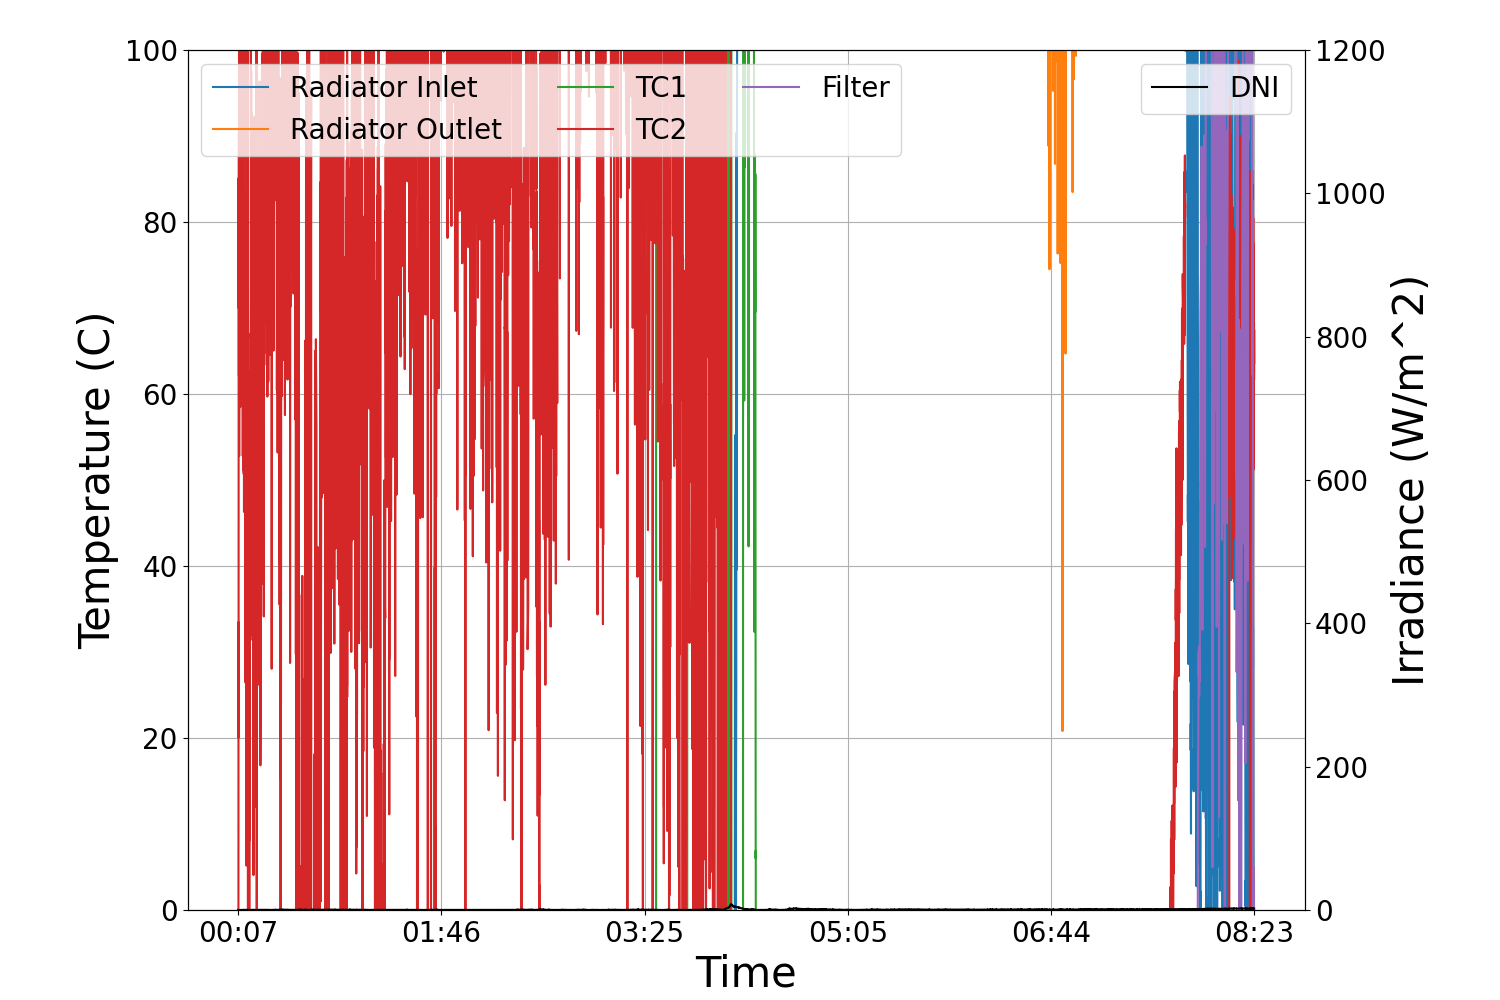 Radiator Inlet
Radiator Outlet
TC1
TC2
Filter
DNI
Temperature (C)
100
80
60
40
20
0
Irradiance (W/m^2)
1200
1000
800
600
400
200
0
00:07 01:46 03:25 05:05 06:44 08:23
Time